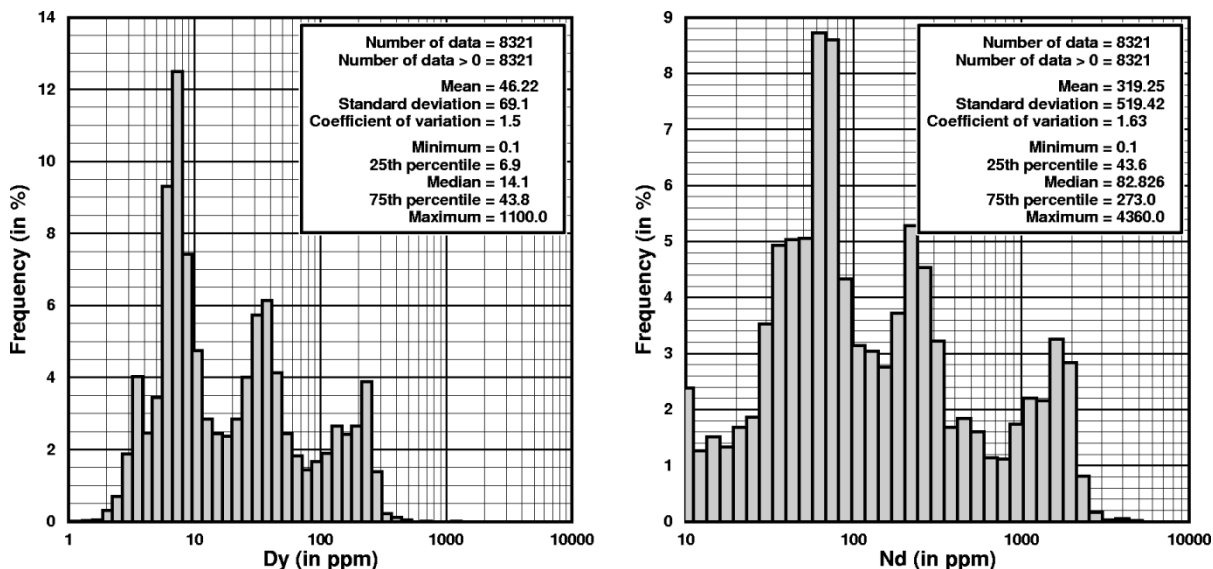 14
12
10
8
6
4
2
0
Frequency (in %)
Number of data = 8321
Number of data > 0 = 8321
Mean = 46.22
Standard deviation = 69.1
Coefficient of variation = 1.5
Minimum = 0.1
25th percentile = 6.9
Median = 14.1
75th percentile = 43.8
Maximum = 1100.0
1 10 100 1000 10000
Dy (in ppm)
9
8
7
6
5
4
3
2
1
0
Frequency (in %)
Number of data = 8321
Number of data > 0 = 8321
Mean = 319.25
Standard deviation = 519.42
Coefficient of variation = 1.63
Minimum = 0.1
25th percentile = 43.6
Median = 82.826
75th percentile = 273.0
Maximum = 4360.0
10 100 1000 10000
Nd (in ppm)